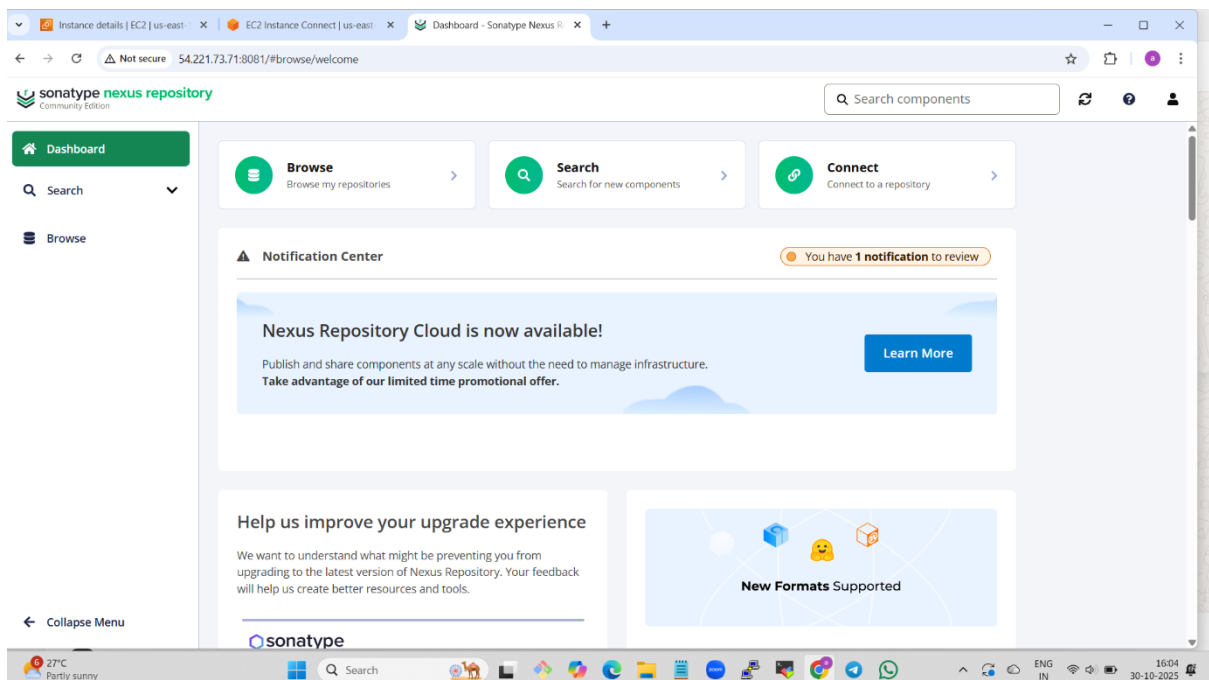 Instance details | EC2 | us-east-1
EC2 Instance Connect | us-east-
Dashboard - Sonatype Nexus R
Not secure 54.221.73.71:8081/#browse/welcome
a
sonatype nexus repository
Community Edition
Search components
Dashboard
Search
Browse
Browse
Browse my repositories
Search
Search for new components
Connect
Connect to a repository
Notification Center
You have 1 notification to review
Nexus Repository Cloud is now available!
Publish and share components at any scale without the need to manage infrastructure.
Take advantage of our limited time promotional offer.
Learn More
Help us improve your upgrade experience
We want to understand what might be preventing you from
upgrading to the latest version of Nexus Repository. Your feedback
will help us create better resources and tools.
sonatype
New Formats Supported
Collapse Menu
6
27°C
Partly sunny
Search
zoom
ENG
IN
16:04
30-10-2025